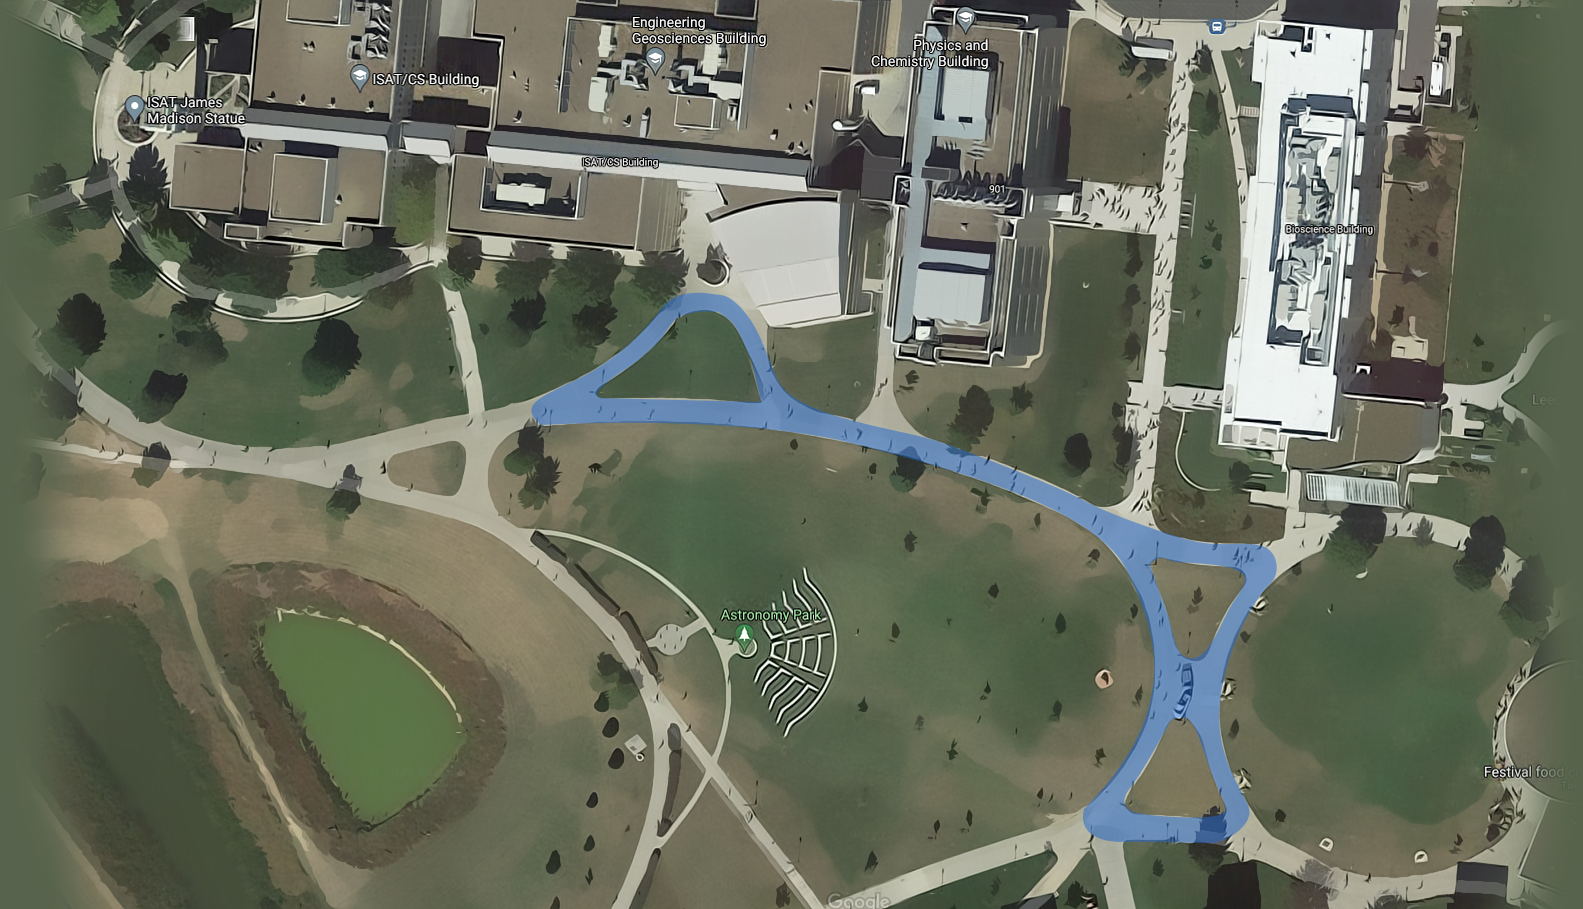 Engineering
Geosciences Building
Physics and
Chemistry Building
ISAT/CS Building
ISAT James
Madison Statue
ISAT/CS Building
901
Bioscience Building
Lee
Astronomy Park
Festival food
Google